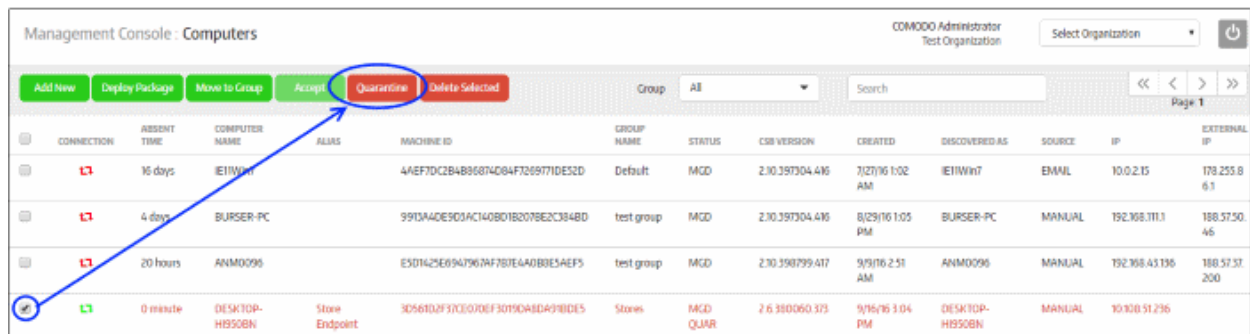 Management Console : Computers
COMODO Administrator
Test Organization
Select Organization
Add New
Deploy Package
Move to Group
Accept
Quarantine
Delete Selected
Group
All
Search
Page: 1
CONNECTION
ABSENT TIME
COMPUTER NAME
ALIAS
MACHINE ID
GROUP NAME
STATUS
CSB VERSION
CREATED
DISCOVERED AS
SOURCE
IP
EXTERNAL IP
16 days IE11Win7 Default MGD 2.10.397304.416 7/27/16 1:02 AM IE11Win7 EMAIL 10.0.2.15
4 days BURSER-PC test group MGD 2.10.397304.416 8/29/16 1:05 PM BURSER-PC MANUAL 192.168.111.1 188.57.50.46
20 hours ANM0096 test group MGD 2.10.398799.417 9/9/16 2:51 AM ANM0096 MANUAL 192.168.43.136 188.57.37.200
0 minute DESKTOP-HI950BN Store Endpoint Stores MGD QUAR 2.6.380060.373 9/16/16 3:04 PM DESKTOP-HI950BN MANUAL 10.108.51.236